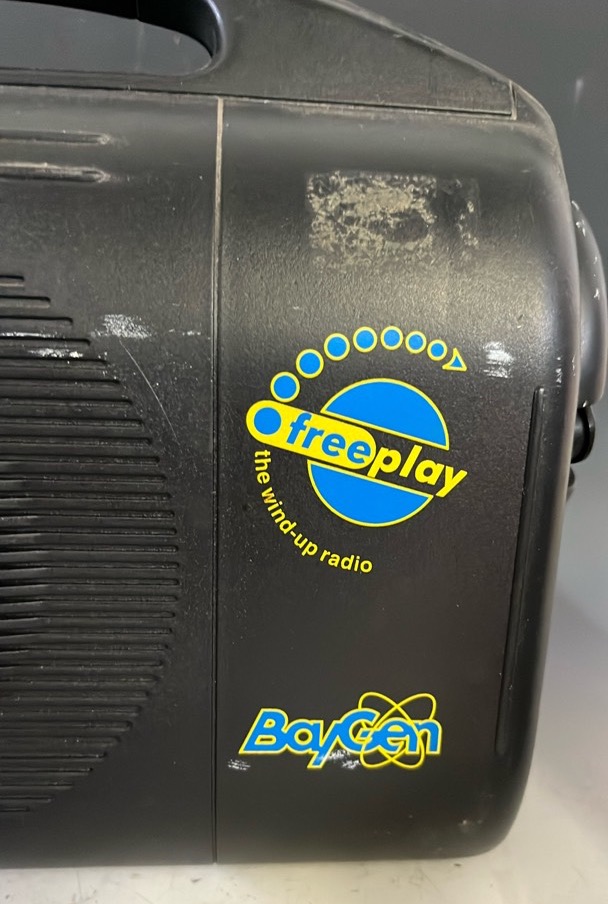 freeplay
the wind-up radio
BayGen